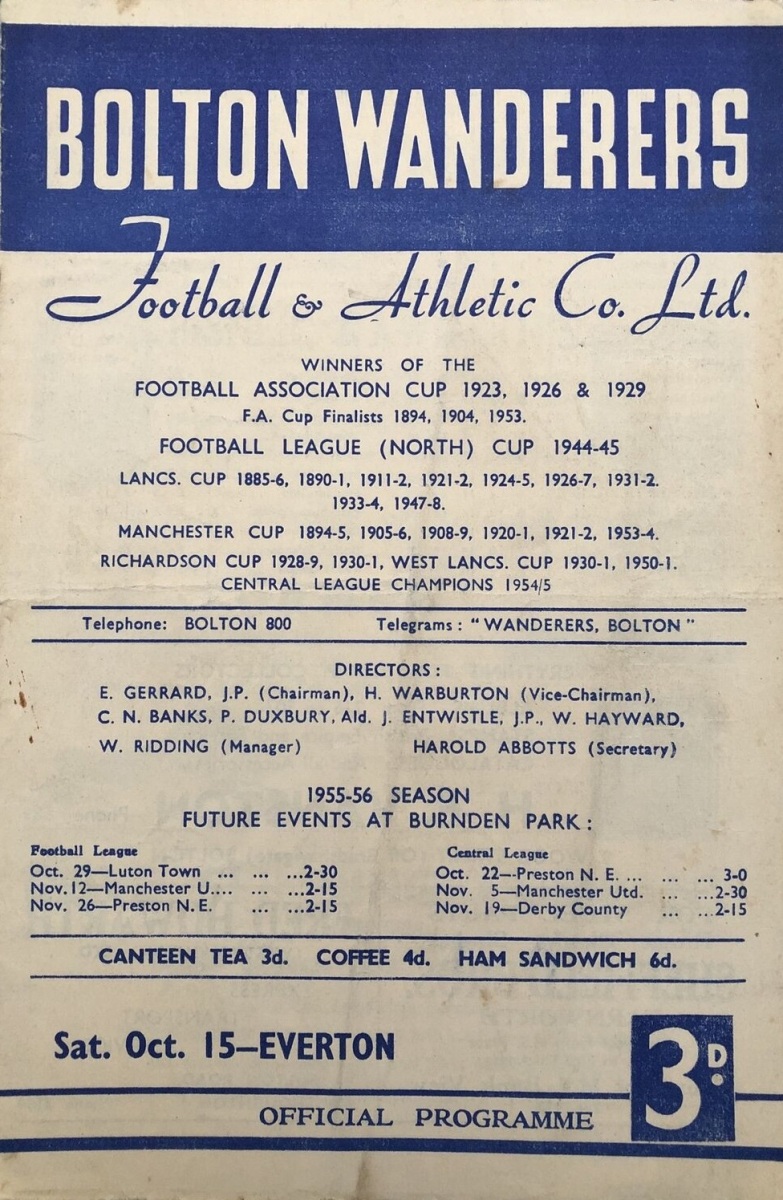 BOLTON WANDERERS
Football & Athletic Co. Ltd.
WINNERS OF THE
FOOTBALL ASSOCIATION CUP 1923, 1926 & 1929
F.A. Cup Finalists 1894, 1904, 1953.
FOOTBALL LEAGUE (NORTH) CUP 1944-45
LANCS. CUP 1885-6, 1890-1, 1911-2, 1921-2, 1924-5, 1926-7, 1931-2.
1933-4, 1947-8.
MANCHESTER CUP 1894-5, 1905-6, 1908-9, 1920-1, 1921-2, 1953-4.
RICHARDSON CUP 1928-9, 1930-1, WEST LANCS. CUP 1930-1, 1950-1.
CENTRAL LEAGUE CHAMPIONS 1954/5
Telephone: BOLTON 800 Telegrams: "WANDERERS, BOLTON"
DIRECTORS:
E. GERRARD, J.P. (Chairman), H. WARBURTON (Vice-Chairman),
C. N. BANKS, P. DUXBURY, Ald. J. ENTWISTLE, J.P., W. HAYWARD,
W. RIDDING (Manager) HAROLD ABBOTTS (Secretary)
1955-56 SEASON
FUTURE EVENTS AT BURNDEN PARK:
Football League
Oct. 29—Luton Town ... ... ...2-30
Nov. 12—Manchester U.... ... ...2-15
Nov. 26—Preston N.E. ... ...2-15
Central League
Oct. 22—Preston N. E. ... ... ... 3-0
Nov. 5—Manchester Utd. ... ...2-30
Nov. 19—Derby County ... ...2-15
CANTEEN TEA 3d. COFFEE 4d. HAM SANDWICH 6d.
Sat. Oct. 15—EVERTON
3D.
OFFICIAL PROGRAMME